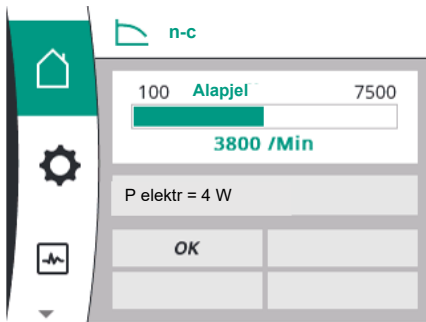 n-c
100 Alapjel 7500
3800 /Min
P elektr = 4 W
OK